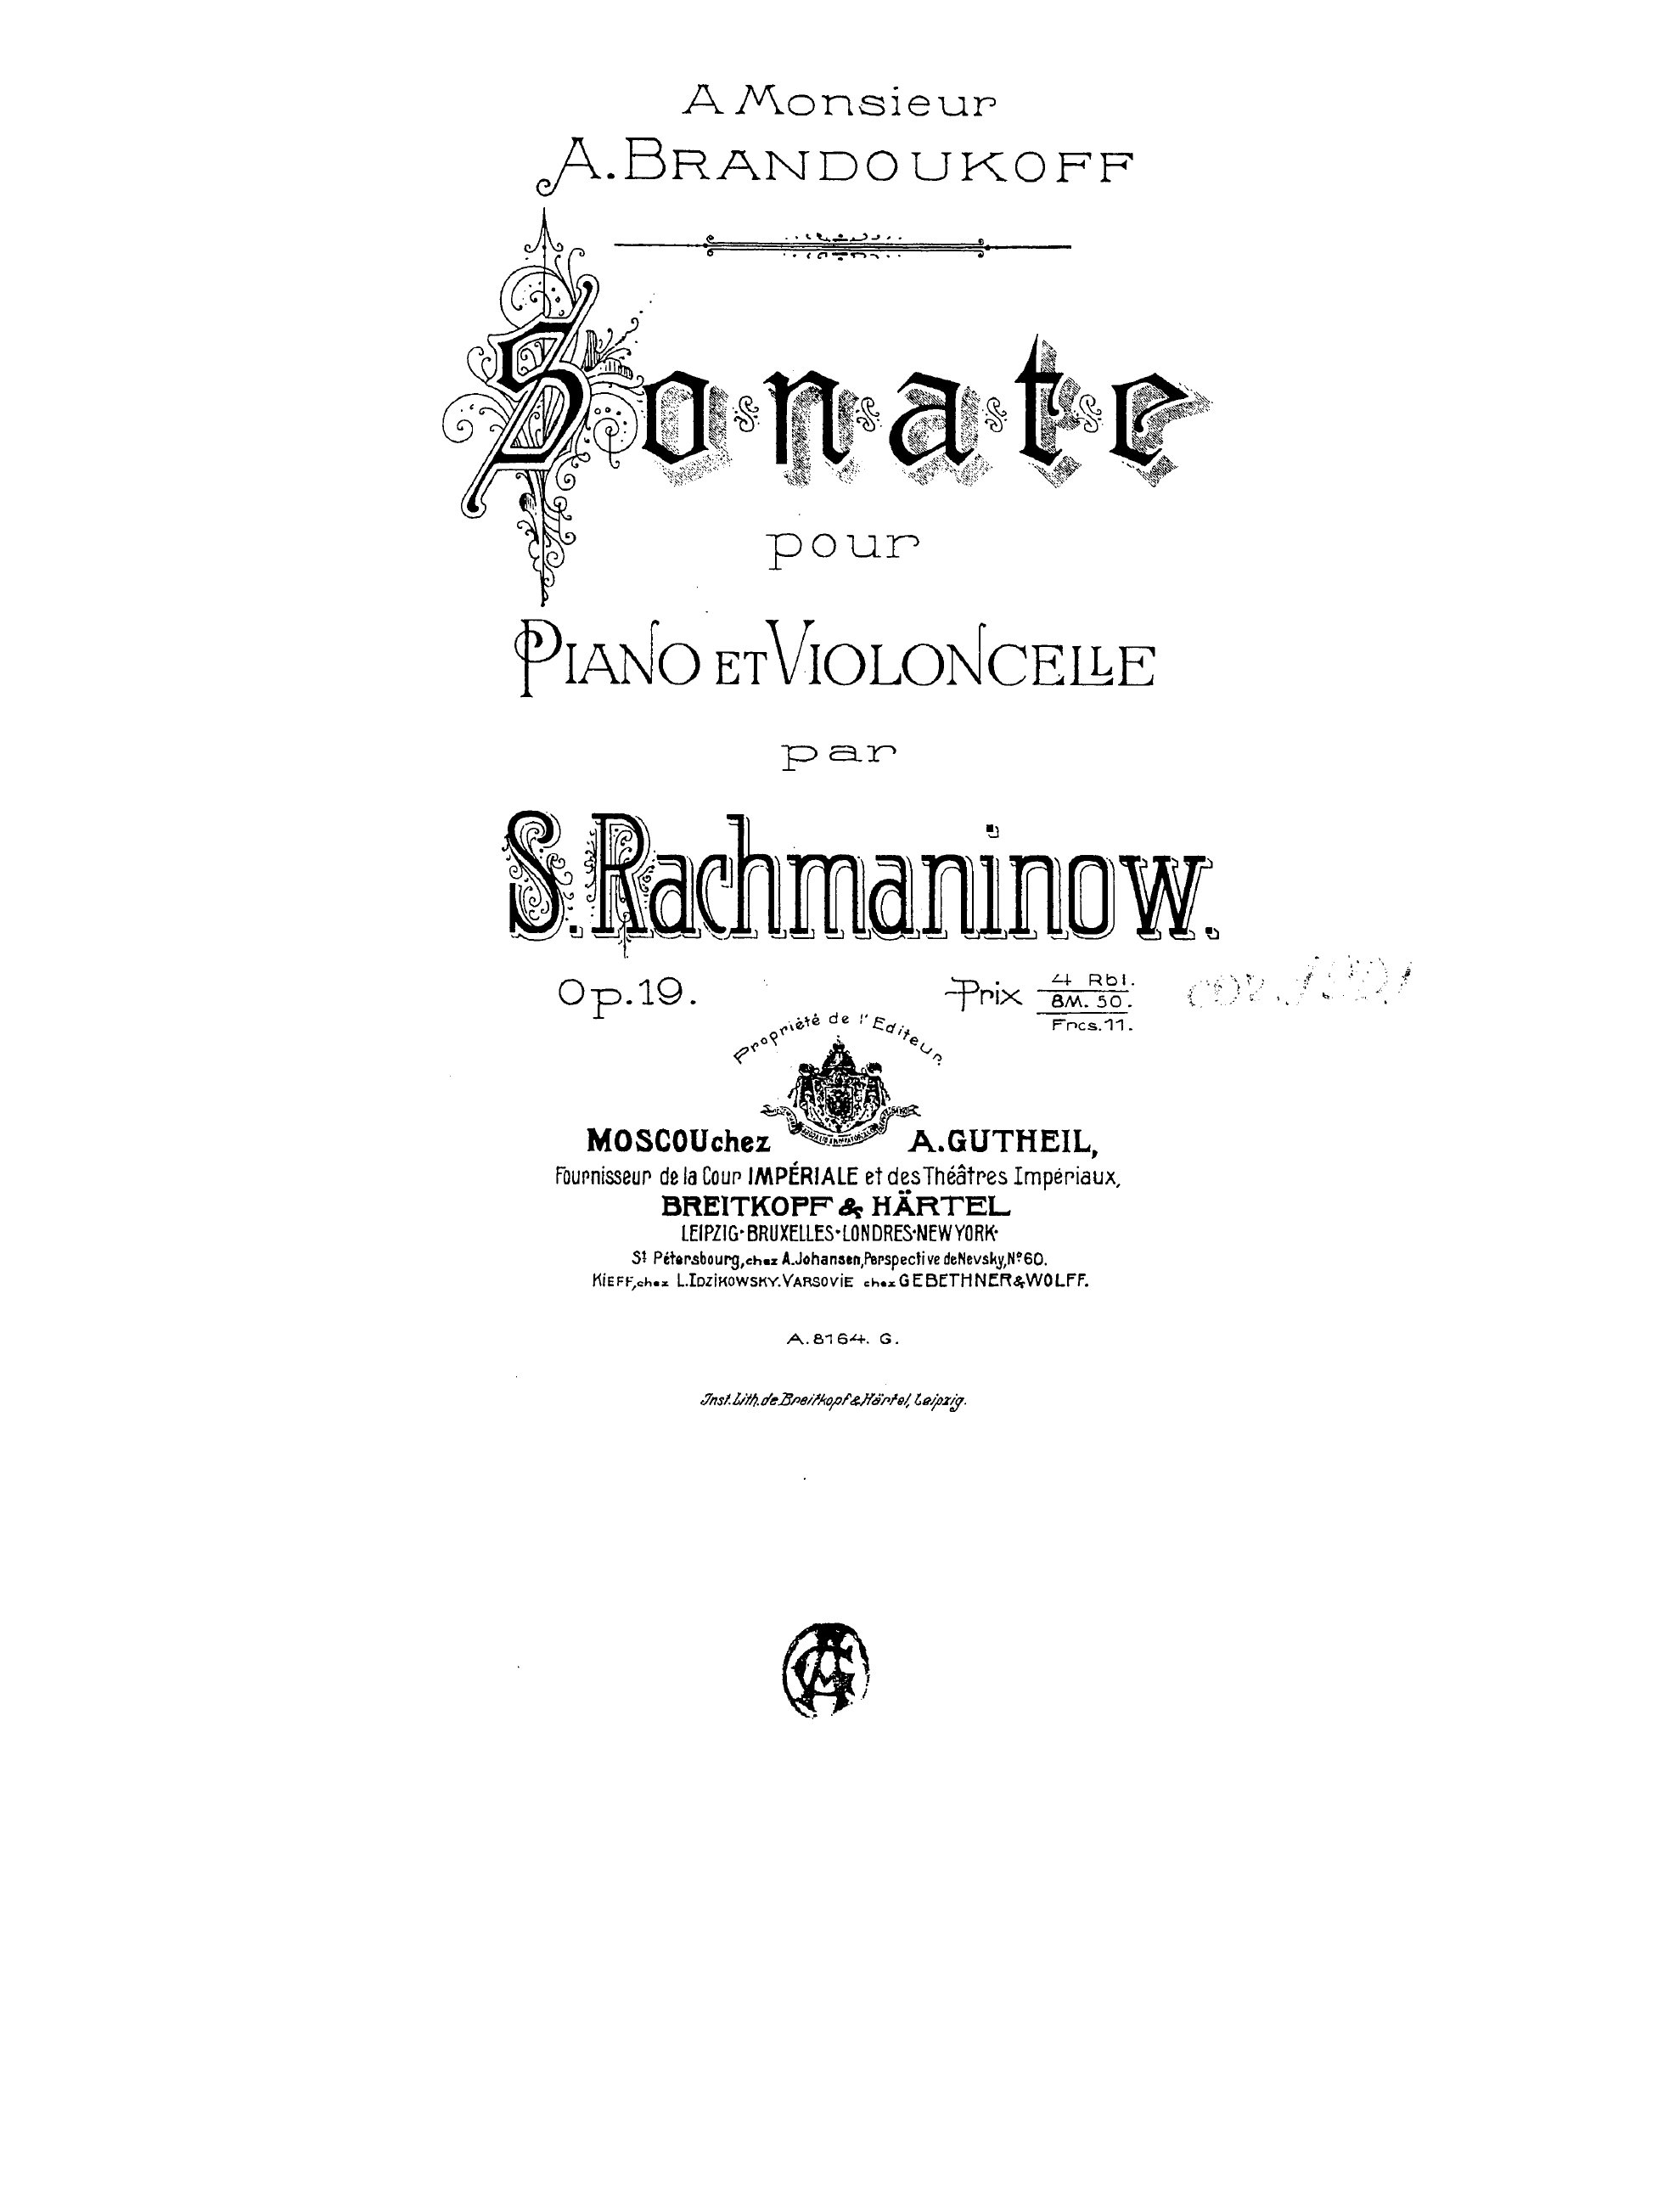 A Monsieur
A. BRANDOUKOFF
Sonate
pour
PIANO ET VIOLONCELLE
par
S. Rachmaninow.
Op. 19.
Prix 4 Rbl.
8M. 50.
Frcs. 11.
Propriété de l'Editeur.
MOSCOU chez A. GUTHEIL,
Fournisseur de la Cour IMPÉRIALE et des Théâtres Impériaux,
BREITKOPF & HÄRTEL
LEIPZIG · BRUXELLES · LONDRES · NEW YORK ·
St Pétersbourg, chez A. Johansen, Perspective de Nevsky, No 60.
KIEFF, chez L. IDZIKOWSKY. VARSOVIE chez GEBETHNER & WOLFF.
A. 8164. G.
Inst. Lith. de Breitkopf & Härtel, Leipzig.